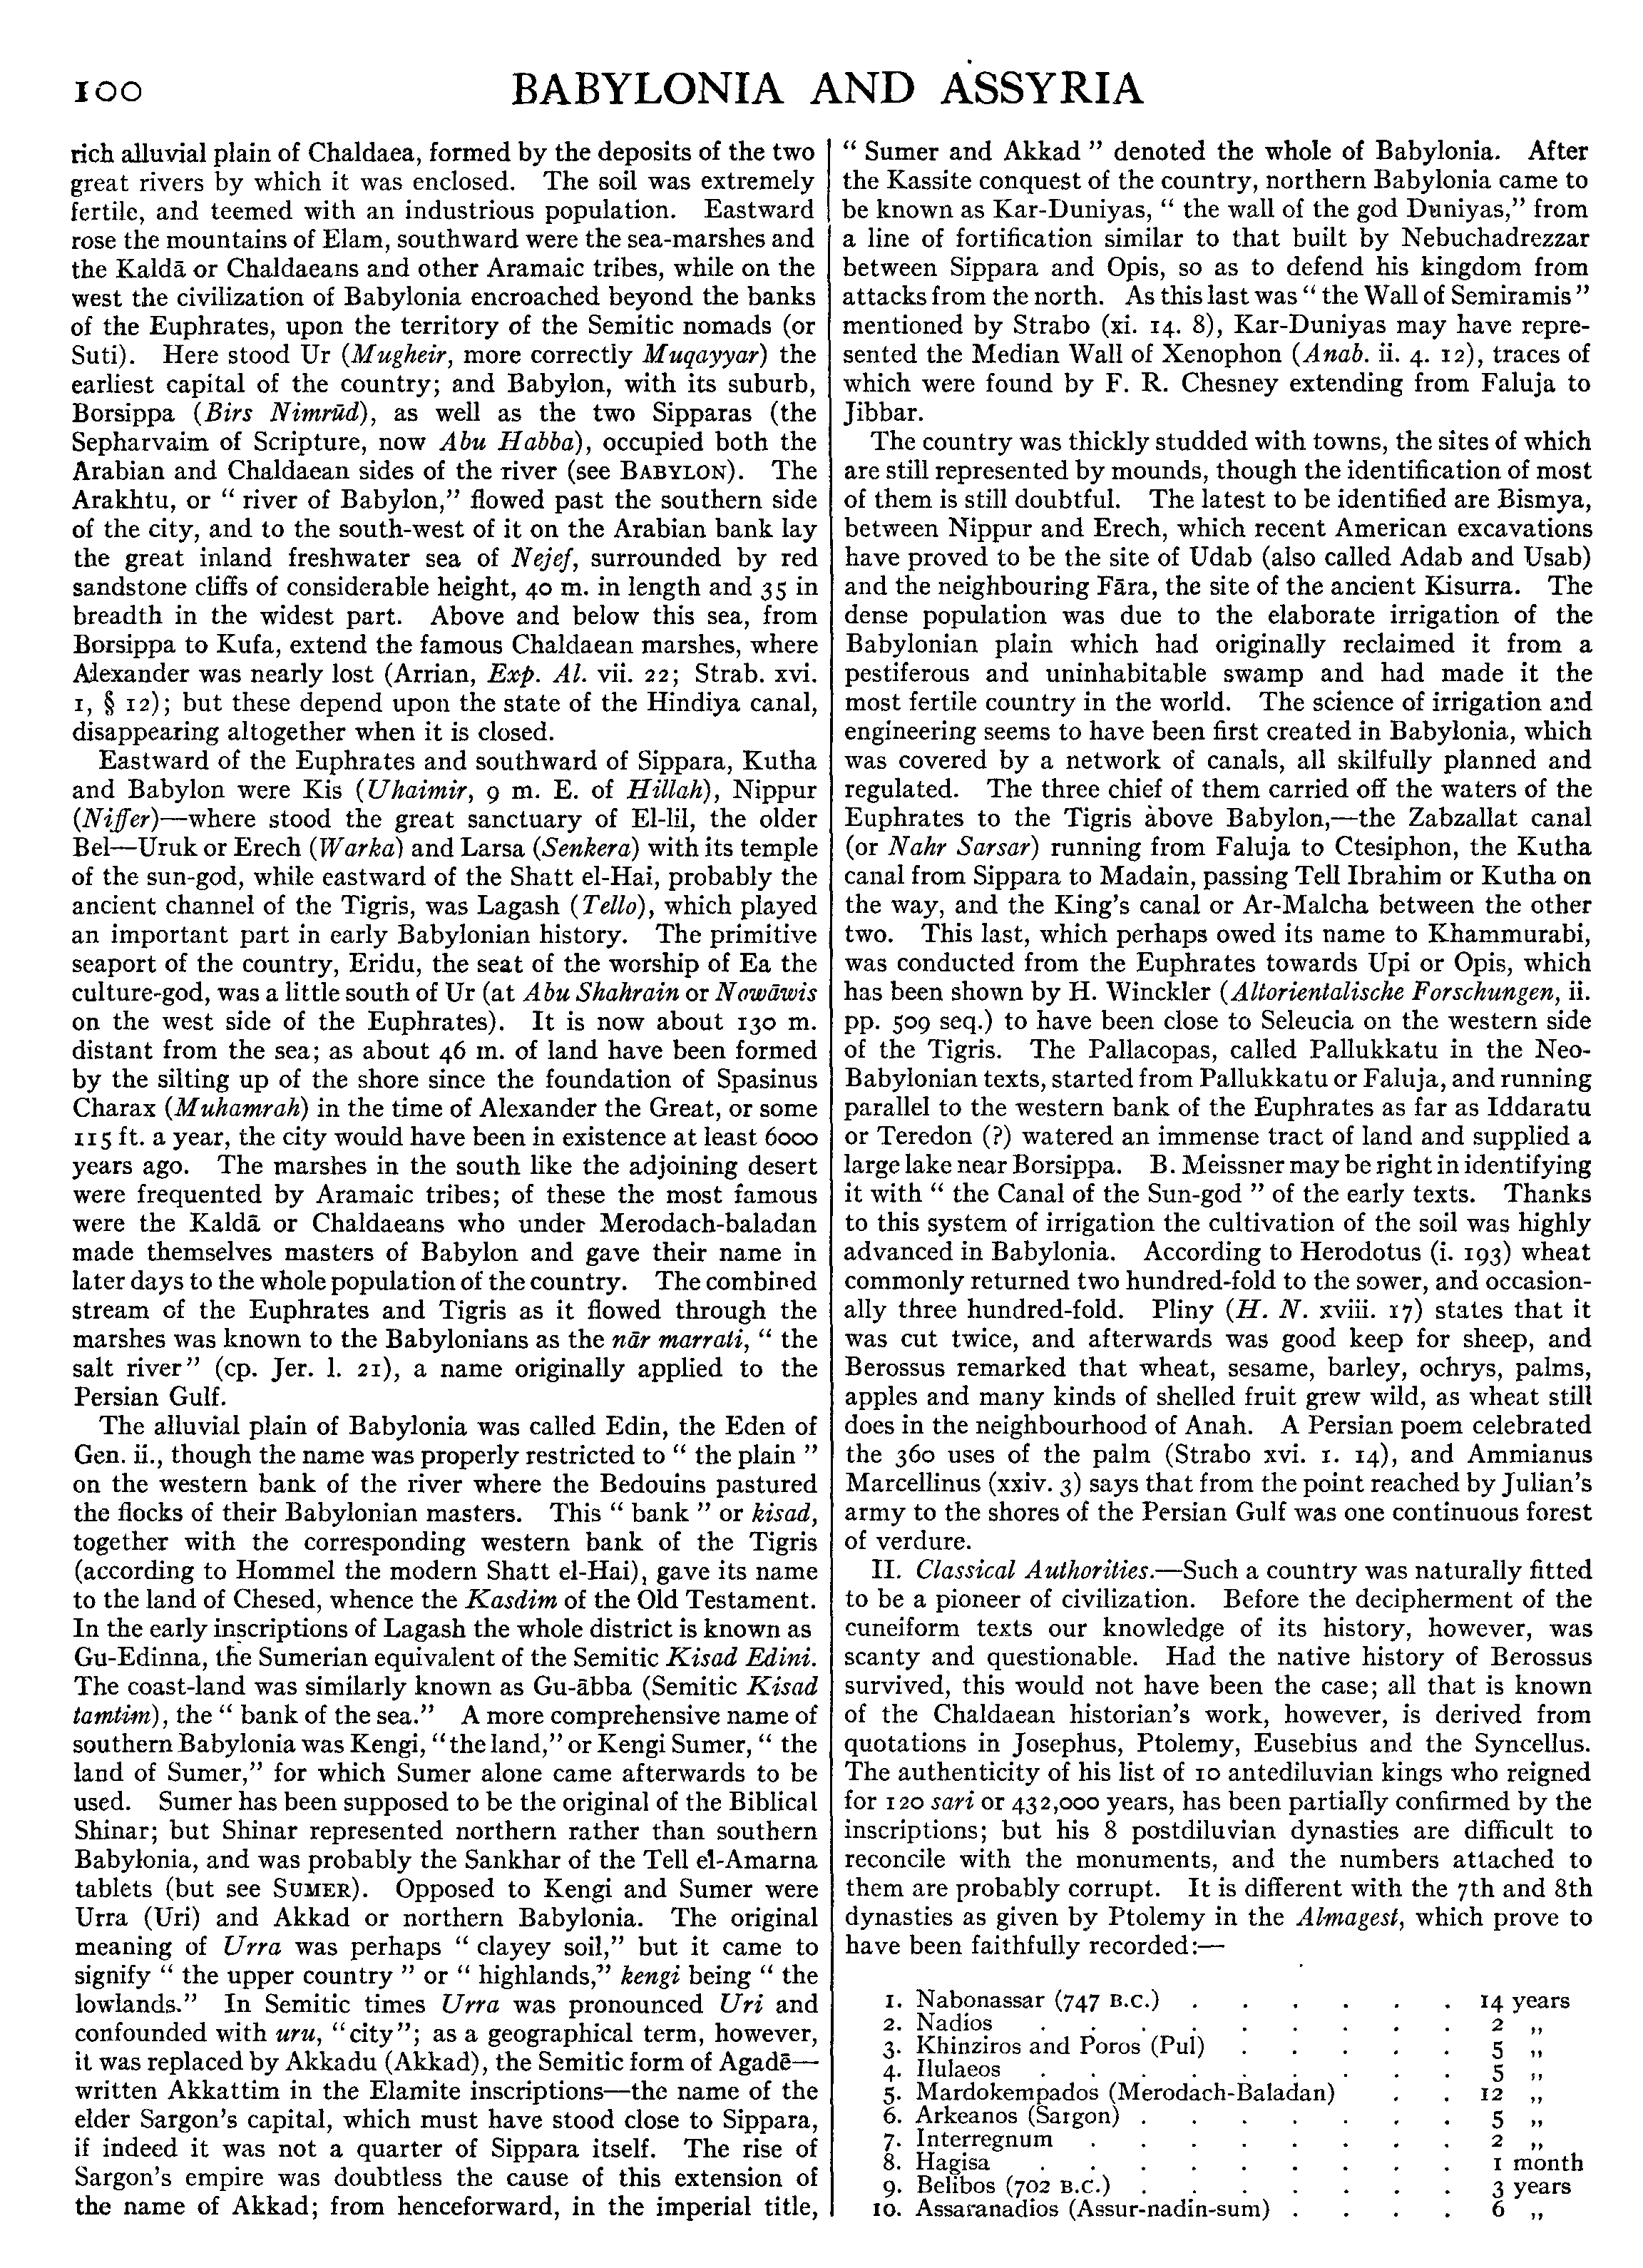 100
BABYLONIA AND ASSYRIA
rich alluvial plain of Chaldaea, formed by the deposits of the two
great rivers by which it was enclosed. The soil was extremely
fertile, and teemed with an industrious population. Eastward
rose the mountains of Elam, southward were the sea-marshes and
the Kaldā or Chaldaeans and other Aramaic tribes, while on the
west the civilization of Babylonia encroached beyond the banks
of the Euphrates, upon the territory of the Semitic nomads (or
Suti). Here stood Ur (Mugheir, more correctly Muqayyar) the
earliest capital of the country; and Babylon, with its suburb,
Borsippa (Birs Nimrūd), as well as the two Sipparas (the
Sepharvaim of Scripture, now Abu Habba), occupied both the
Arabian and Chaldaean sides of the river (see BABYLON). The
Arakhtu, or “ river of Babylon,” flowed past the southern side
of the city, and to the south-west of it on the Arabian bank lay
the great inland freshwater sea of Nejef, surrounded by red
sandstone cliffs of considerable height, 40 m. in length and 35 in
breadth in the widest part. Above and below this sea, from
Borsippa to Kufa, extend the famous Chaldaean marshes, where
Alexander was nearly lost (Arrian, Exp. Al. vii. 22; Strab. xvi.
1, § 12); but these depend upon the state of the Hindiya canal,
disappearing altogether when it is closed.
Eastward of the Euphrates and southward of Sippara, Kutha
and Babylon were Kis (Uhaimir, 9 m. E. of Hillah), Nippur
(Niffer)—where stood the great sanctuary of El-lil, the older
Bel—Uruk or Erech (Warka) and Larsa (Senkera) with its temple
of the sun-god, while eastward of the Shatt el-Hai, probably the
ancient channel of the Tigris, was Lagash (Tello), which played
an important part in early Babylonian history. The primitive
seaport of the country, Eridu, the seat of the worship of Ea the
culture-god, was a little south of Ur (at Abu Shahrain or Nowāwis
on the west side of the Euphrates). It is now about 130 m.
distant from the sea; as about 46 m. of land have been formed
by the silting up of the shore since the foundation of Spasinus
Charax (Muhamrah) in the time of Alexander the Great, or some
115 ft. a year, the city would have been in existence at least 6000
years ago. The marshes in the south like the adjoining desert
were frequented by Aramaic tribes; of these the most famous
were the Kaldā or Chaldaeans who under Merodach-baladan
made themselves masters of Babylon and gave their name in
later days to the whole population of the country. The combined
stream of the Euphrates and Tigris as it flowed through the
marshes was known to the Babylonians as the nār marrati, “ the
salt river” (cp. Jer. l. 21), a name originally applied to the
Persian Gulf.
The alluvial plain of Babylonia was called Edin, the Eden of
Gen. ii., though the name was properly restricted to “ the plain ”
on the western bank of the river where the Bedouins pastured
the flocks of their Babylonian masters. This “ bank ” or kisad,
together with the corresponding western bank of the Tigris
(according to Hommel the modern Shatt el-Hai), gave its name
to the land of Chesed, whence the Kasdim of the Old Testament.
In the early inscriptions of Lagash the whole district is known as
Gu-Edinna, the Sumerian equivalent of the Semitic Kisad Edini.
The coast-land was similarly known as Gu-ābba (Semitic Kisad
tamtim), the “ bank of the sea.” A more comprehensive name of
southern Babylonia was Kengi, “the land,” or Kengi Sumer, “ the
land of Sumer,” for which Sumer alone came afterwards to be
used. Sumer has been supposed to be the original of the Biblical
Shinar; but Shinar represented northern rather than southern
Babylonia, and was probably the Sankhar of the Tell el-Amarna
tablets (but see SUMER). Opposed to Kengi and Sumer were
Urra (Uri) and Akkad or northern Babylonia. The original
meaning of Urra was perhaps “ clayey soil,” but it came to
signify “ the upper country ” or “ highlands,” kengi being “ the
lowlands.” In Semitic times Urra was pronounced Uri and
confounded with uru, “city”; as a geographical term, however,
it was replaced by Akkadu (Akkad), the Semitic form of Agadē—
written Akkattim in the Elamite inscriptions—the name of the
elder Sargon’s capital, which must have stood close to Sippara,
if indeed it was not a quarter of Sippara itself. The rise of
Sargon’s empire was doubtless the cause of this extension of
the name of Akkad; from henceforward, in the imperial title,
“ Sumer and Akkad ” denoted the whole of Babylonia. After
the Kassite conquest of the country, northern Babylonia came to
be known as Kar-Duniyas, “ the wall of the god Duniyas,” from
a line of fortification similar to that built by Nebuchadrezzar
between Sippara and Opis, so as to defend his kingdom from
attacks from the north. As this last was “ the Wall of Semiramis ”
mentioned by Strabo (xi. 14. 8), Kar-Duniyas may have repre-
sented the Median Wall of Xenophon (Anab. ii. 4. 12), traces of
which were found by F. R. Chesney extending from Faluja to
Jibbar.
The country was thickly studded with towns, the sites of which
are still represented by mounds, though the identification of most
of them is still doubtful. The latest to be identified are Bismya,
between Nippur and Erech, which recent American excavations
have proved to be the site of Udab (also called Adab and Usab)
and the neighbouring Fāra, the site of the ancient Kisurra. The
dense population was due to the elaborate irrigation of the
Babylonian plain which had originally reclaimed it from a
pestiferous and uninhabitable swamp and had made it the
most fertile country in the world. The science of irrigation and
engineering seems to have been first created in Babylonia, which
was covered by a network of canals, all skilfully planned and
regulated. The three chief of them carried off the waters of the
Euphrates to the Tigris above Babylon,—the Zabzallat canal
(or Nahr Sarsar) running from Faluja to Ctesiphon, the Kutha
canal from Sippara to Madain, passing Tell Ibrahim or Kutha on
the way, and the King’s canal or Ar-Malcha between the other
two. This last, which perhaps owed its name to Khammurabi,
was conducted from the Euphrates towards Upi or Opis, which
has been shown by H. Winckler (Altorientalische Forschungen, ii.
pp. 509 seq.) to have been close to Seleucia on the western side
of the Tigris. The Pallacopas, called Pallukkatu in the Neo-
Babylonian texts, started from Pallukkatu or Faluja, and running
parallel to the western bank of the Euphrates as far as Iddaratu
or Teredon (?) watered an immense tract of land and supplied a
large lake near Borsippa. B. Meissner may be right in identifying
it with “ the Canal of the Sun-god ” of the early texts. Thanks
to this system of irrigation the cultivation of the soil was highly
advanced in Babylonia. According to Herodotus (i. 193) wheat
commonly returned two hundred-fold to the sower, and occasion-
ally three hundred-fold. Pliny (H. N. xviii. 17) states that it
was cut twice, and afterwards was good keep for sheep, and
Berossus remarked that wheat, sesame, barley, ochrys, palms,
apples and many kinds of shelled fruit grew wild, as wheat still
does in the neighbourhood of Anah. A Persian poem celebrated
the 360 uses of the palm (Strabo xvi. 1. 14), and Ammianus
Marcellinus (xxiv. 3) says that from the point reached by Julian’s
army to the shores of the Persian Gulf was one continuous forest
of verdure.
II. Classical Authorities.—Such a country was naturally fitted
to be a pioneer of civilization. Before the decipherment of the
cuneiform texts our knowledge of its history, however, was
scanty and questionable. Had the native history of Berossus
survived, this would not have been the case; all that is known
of the Chaldaean historian’s work, however, is derived from
quotations in Josephus, Ptolemy, Eusebius and the Syncellus.
The authenticity of his list of 10 antediluvian kings who reigned
for 120 sari or 432,000 years, has been partially confirmed by the
inscriptions; but his 8 postdiluvian dynasties are difficult to
reconcile with the monuments, and the numbers attached to
them are probably corrupt. It is different with the 7th and 8th
dynasties as given by Ptolemy in the Almagest, which prove to
have been faithfully recorded:—
1. Nabonassar (747 B.C.) . . . . . . 14 years
2. Nadios . . . . . . . . . 2 ,,
3. Khinziros and Poros (Pul) . . . . . 5 ,,
4. Ilulaeos . . . . . . . . . 5 ,,
5. Mardokempados (Merodach-Baladan) . . 12 ,,
6. Arkeanos (Sargon) . . . . . . . 5 ,,
7. Interregnum . . . . . . . . 2 ,,
8. Hagisa . . . . . . . . . 1 month
9. Belibos (702 B.C.) . . . . . . . 3 years
10. Assaranadios (Assur-nadin-sum) . . . . 6 ,,